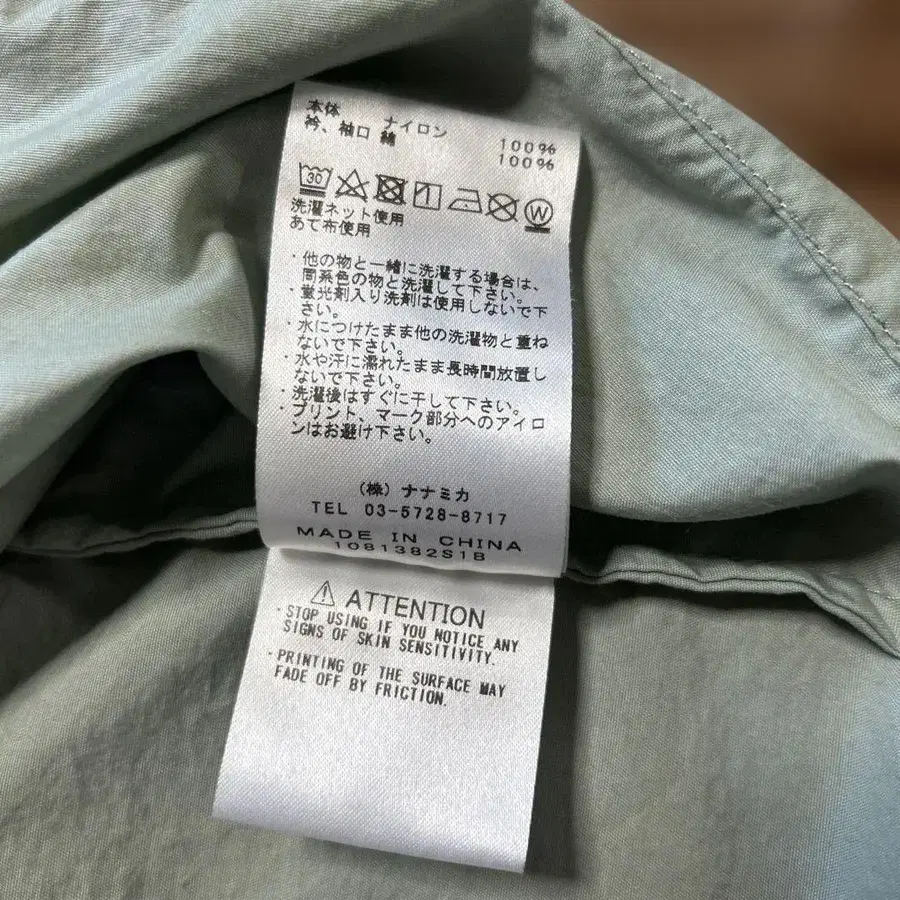 本体 ナイロン 100%
衿、袖口 綿 100%
30 W
洗濯ネット使用
あて布使用
・他の物と一緒に洗濯する場合は、
同系色の物と洗濯して下さい。
・蛍光剤入り洗剤は使用しないで下
さい。
・水につけたまま他の洗濯物と重ね
ないで下さい。
・水や汗に濡れたまま長時間放置し
ないで下さい。
・洗濯後はすぐに干して下さい。
・プリント、マーク部分へのアイロ
ンはお避け下さい。
(株) ナナミカ
TEL 03-5728-8717
MADE IN CHINA
1081382S1B
ATTENTION
・STOP USING IF YOU NOTICE ANY
SIGNS OF SKIN SENSITIVITY.
・PRINTING OF THE SURFACE MAY
FADE OFF BY FRICTION.